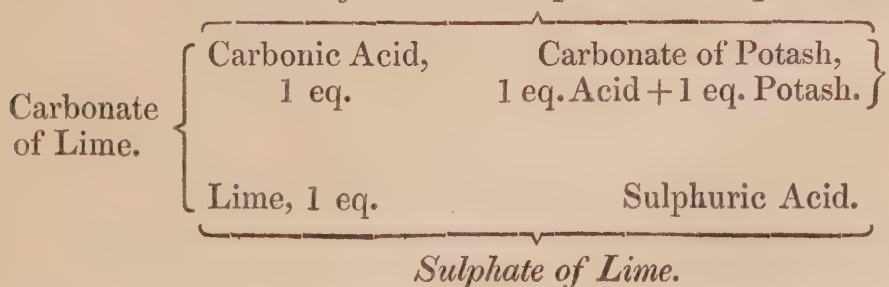 Carbonic Acid, Carbonate of Potash,
1 eq. 1 eq. Acid + 1 eq. Potash.
Carbonate
of Lime.
Lime, 1 eq. Sulphuric Acid.
Sulphate of Lime.